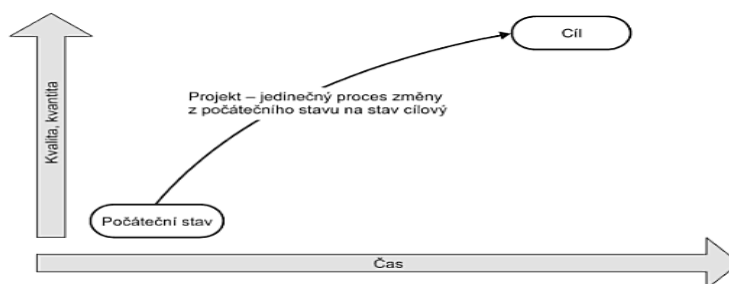 Cíl
Projekt – jedinečný proces změny
z počátečního stavu na stav cílový
Kvalita, kvantita
Počáteční stav
Čas